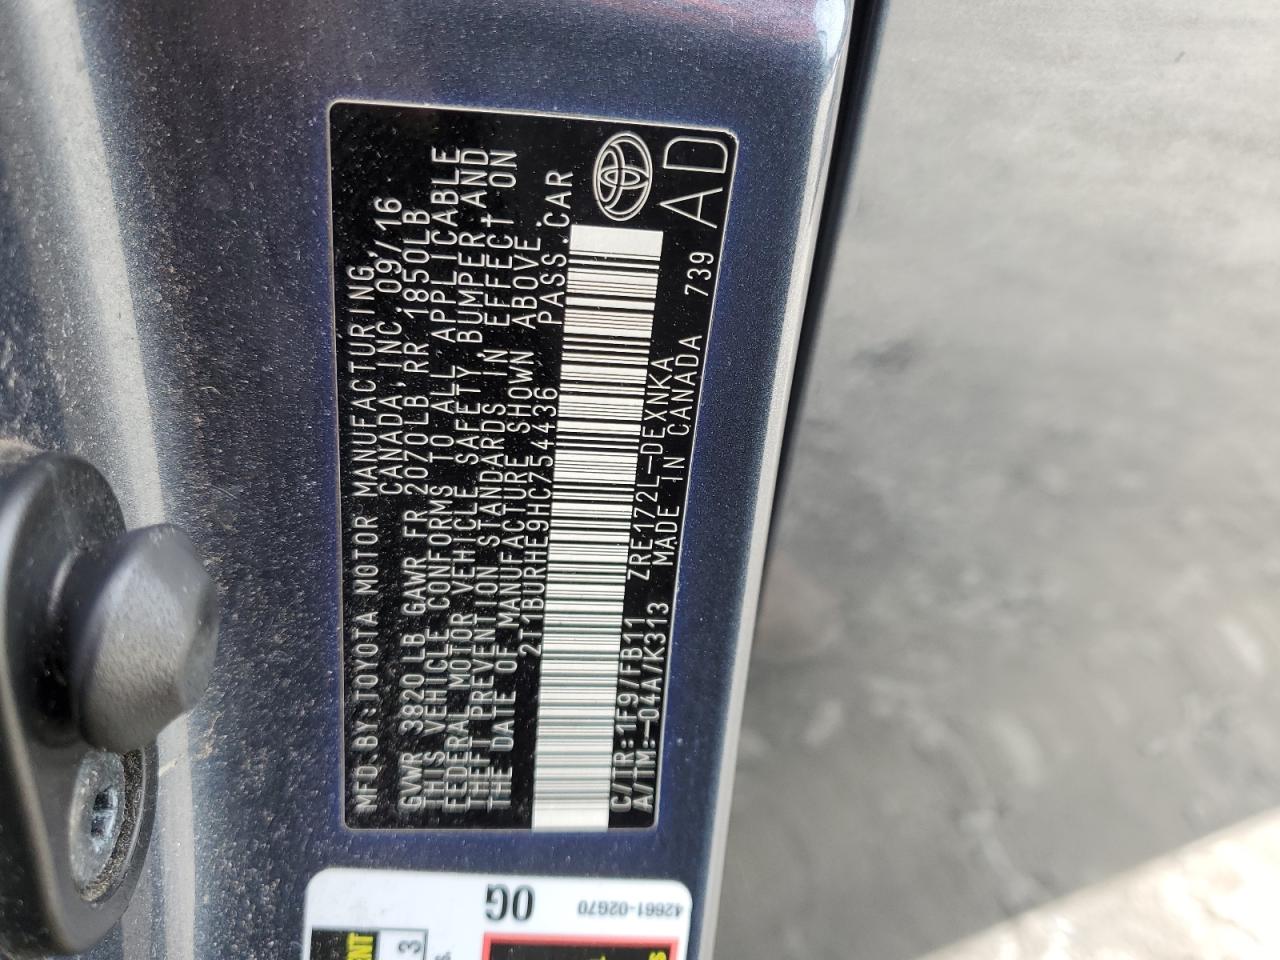 MFD.BY:TOYOTA MOTOR MANUFACTURING,
CANADA,INC. 09/16
GVWR 3820LB GAWR FR 2070LB RR 1850LB
THIS VEHICLE CONFORMS TO ALL APPLICABLE
FEDERAL MOTOR VEHICLE SAFETY, BUMPER AND
THEFT PREVENTION STANDARDS IN EFFECT ON
THE DATE OF MANUFACTURE SHOWN ABOVE.
2T1BURHE9HC754436 PASS.CAR
C/TR:1F9/FB11 ZRE172L-DEXNKA
A/TM:-04A/K313 MADE IN CANADA 739
AD
OG
42661-02G70
3